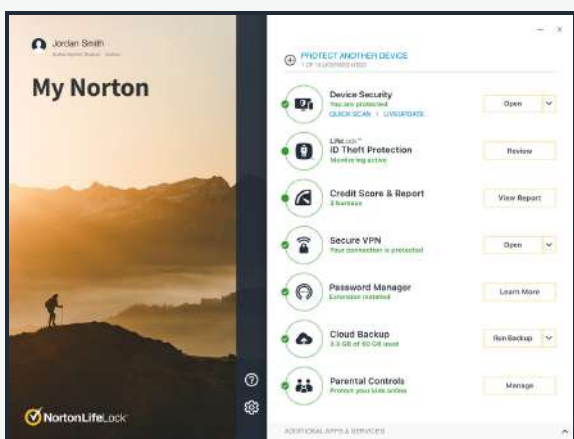 Jordan Smith
My Norton
NortonLifeLock
PROTECT ANOTHER DEVICE
Device Security
You are protected
QUICK SCAN | LIVEUPDATE
Open
LifeLock™
ID Theft Protection
Monitoring active
Review
Credit Score & Report
3 bureaus
View Report
Secure VPN
Your connection is protected
Open
Password Manager
Extension installed
Learn More
Cloud Backup
Run Backup
Parental Controls
Protect your kids online
Manage
ADDITIONAL APPS & SERVICES